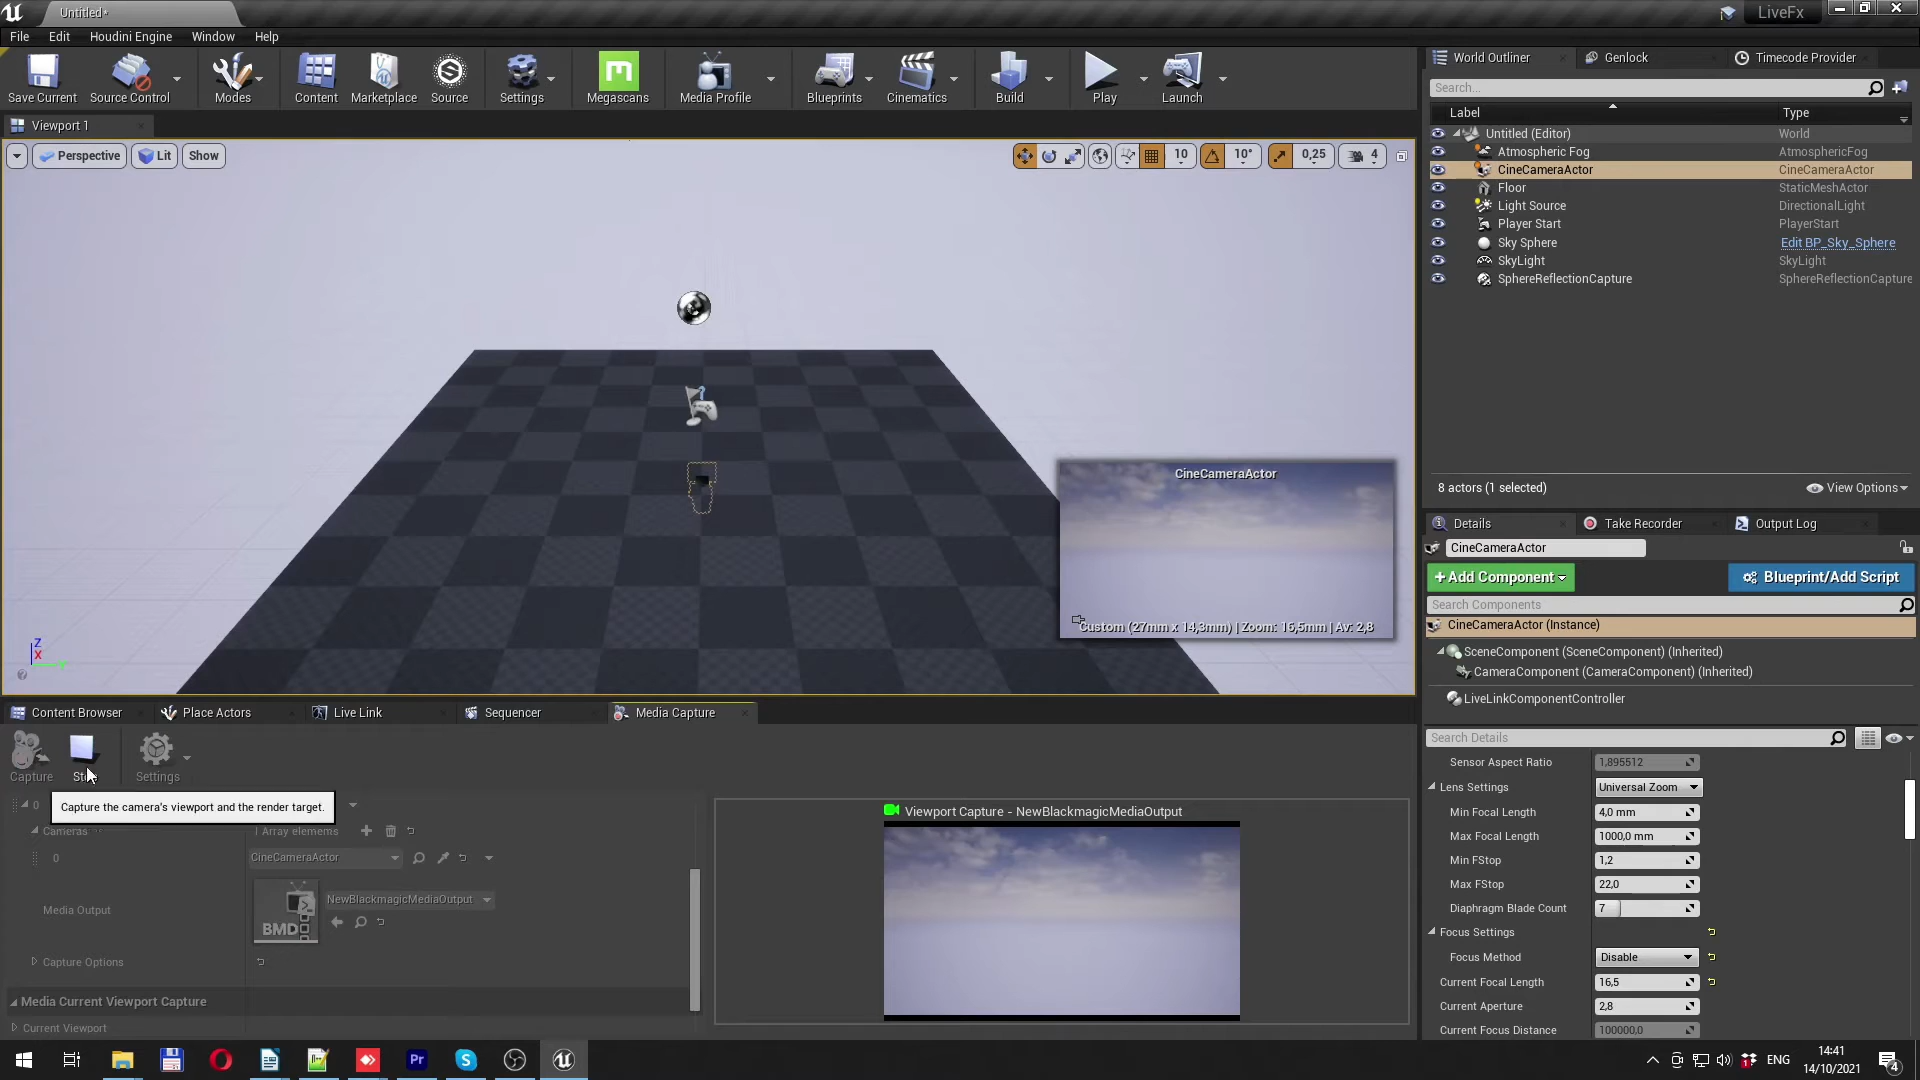 Untitled*
LiveFx
File Edit Houdini Engine Window Help
World Outliner
Genlock
Timecode Provider
Save Current
Source Control
Modes
Content
Marketplace
Source
Settings
Megascans
Media Profile
Blueprints
Cinematics
Build
Play
Launch
Search...
Label
Type
Viewport 1
Perspective
Lit
Show
10
10°
0,25
4
Untitled (Editor) World
Atmospheric Fog AtmosphericFog
CineCameraActor CineCameraActor
Floor StaticMeshActor
Light Source DirectionalLight
Player Start PlayerStart
Sky Sphere Edit BP_Sky_Sphere
SkyLight SkyLight
SphereReflectionCapture SphereReflectionCapture
CineCameraActor
Custom (27mm x 14,3mm) | Zoom: 16,5mm | Av: 2,8
Z
X
8 actors (1 selected)
View Options
Details
Take Recorder
Output Log
CineCameraActor
+Add Component
Blueprint/Add Script
Search Components
CineCameraActor (Instance)
SceneComponent (SceneComponent) (Inherited)
CameraComponent (CameraComponent) (Inherited)
LiveLinkComponentController
Search Details
Sensor Aspect Ratio 1,895512
Lens Settings Universal Zoom
Min Focal Length 4,0 mm
Max Focal Length 1000,0 mm
Min FStop 1,2
Max FStop 22,0
Diaphragm Blade Count 7
Focus Settings
Focus Method Disable
Current Focal Length 16,5
Current Aperture 2,8
Current Focus Distance 100000,0
Content Browser
Place Actors
Live Link
Sequencer
Media Capture
Capture
Settings
0
Capture the camera's viewport and the render target.
Cameras 1 Array elements
0 CineCameraActor
Media Output
BMD
NewBlackmagicMediaOutput
Capture Options
Media Current Viewport Capture
Current Viewport
Viewport Capture - NewBlackmagicMediaOutput
Pr
ENG
14:41
14/10/2021
4